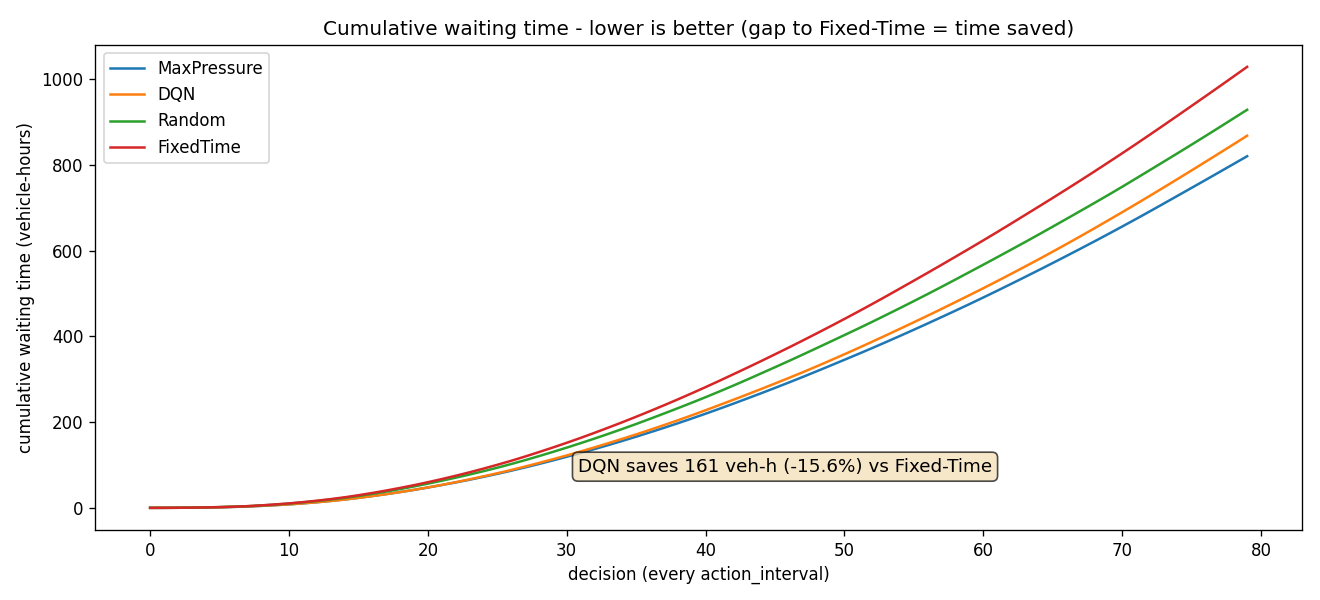 Cumulative waiting time - lower is better (gap to Fixed-Time = time saved)
MaxPressure
DQN
Random
FixedTime
cumulative waiting time (vehicle-hours)
1000
800
600
400
200
0
DQN saves 161 veh-h (-15.6%) vs Fixed-Time
0 10 20 30 40 50 60 70 80
decision (every action_interval)